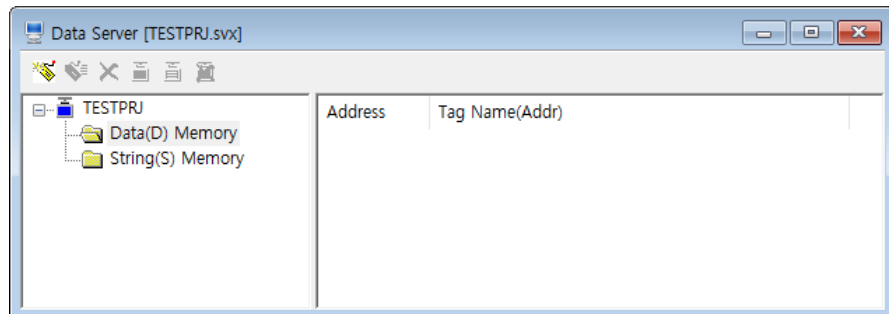 Data Server [TESTPRJ.svx]
TESTPRJ
Data(D) Memory
String(S) Memory
Address Tag Name(Addr)